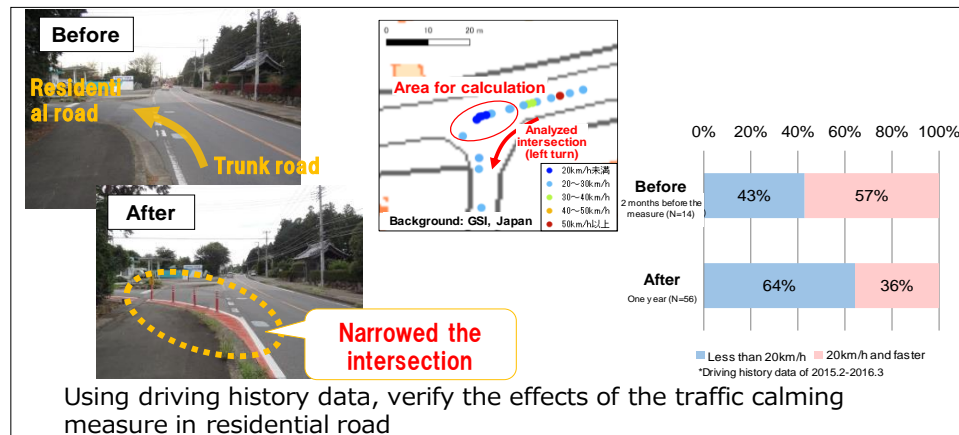 Before
Residenti
al road
Trunk road
After
Narrowed the
intersection
0 10 20 m
Area for calculation
Analyzed
intersection
(left turn)
20km/h未満
20～30km/h
30～40km/h
40～50km/h
50km/h以上
Background: GSI, Japan
0% 20% 40% 60% 80% 100%
Before
2 months before the
measure (N=14)
43% 57%
After
One year (N=56)
64% 36%
Less than 20km/h 20km/h and faster
*Driving history data of 2015.2-2016.3
Using driving history data, verify the effects of the traffic calming
measure in residential road